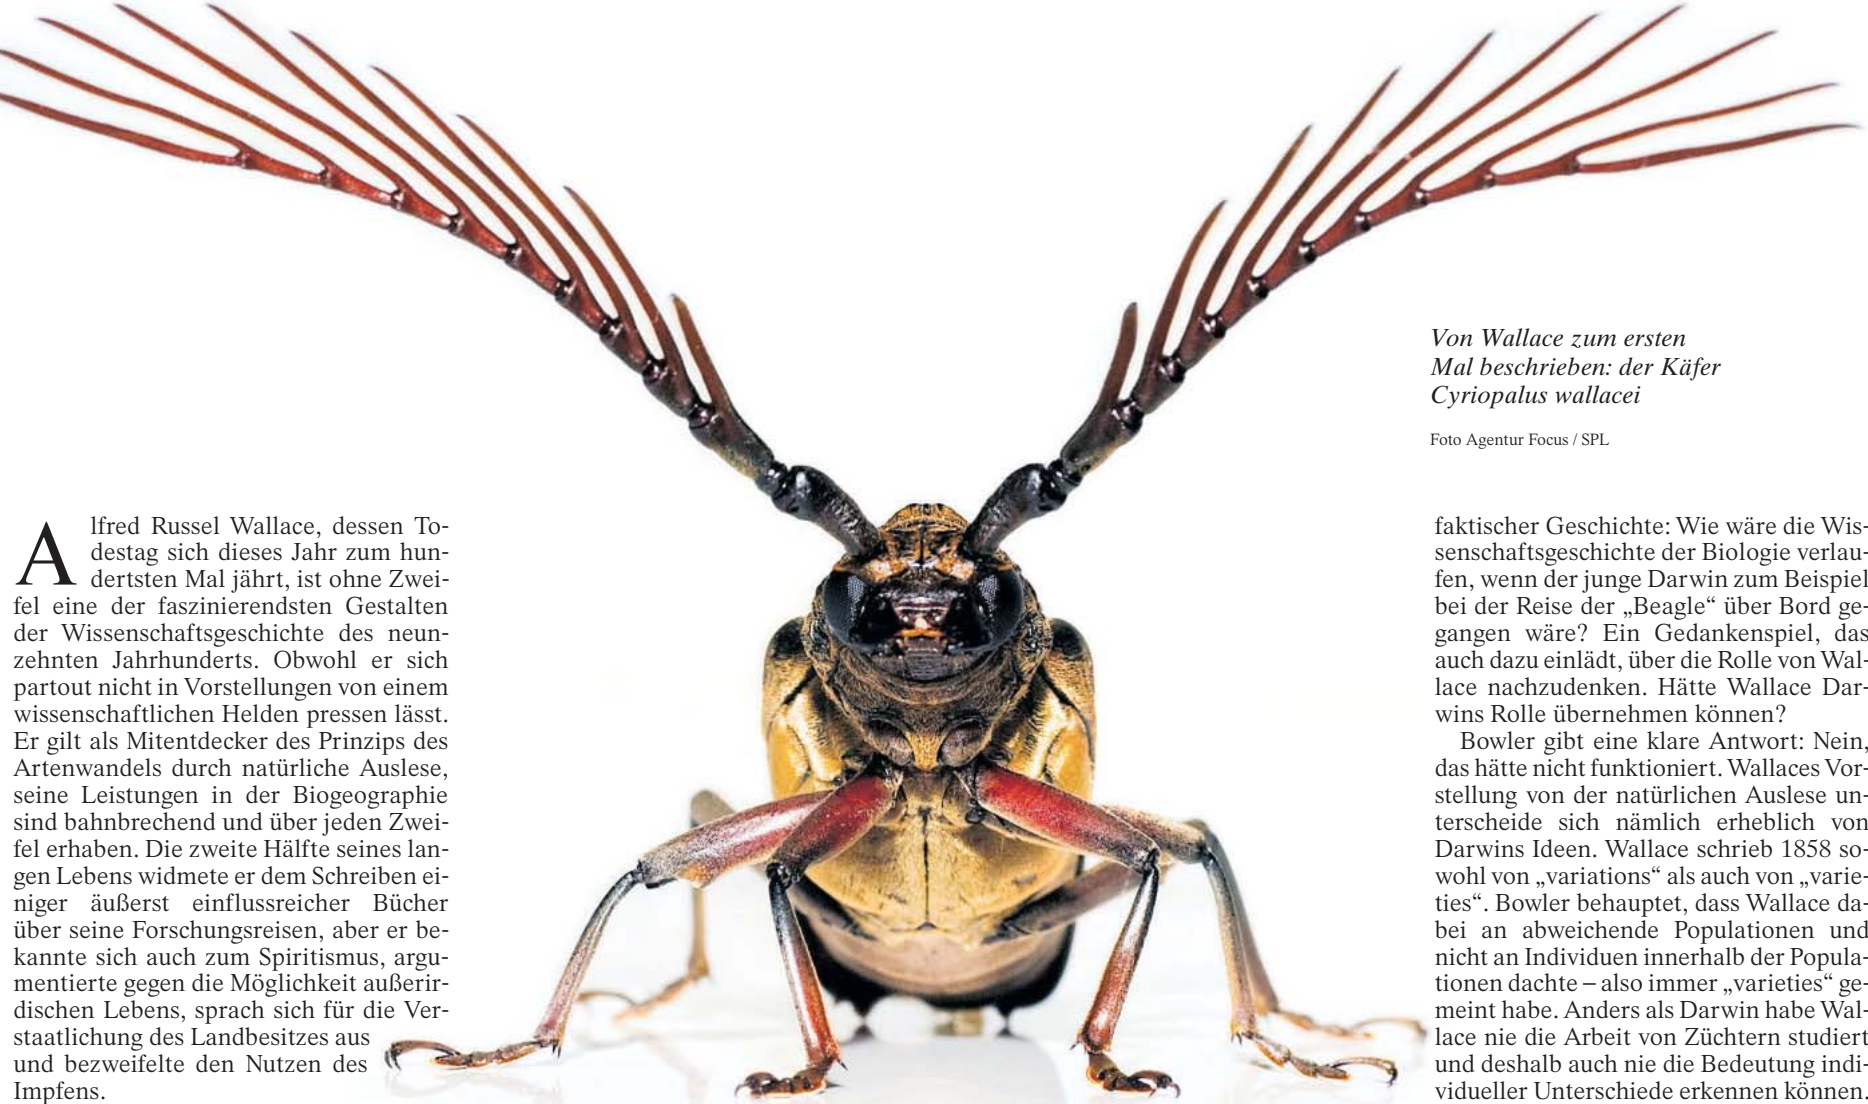 Von Wallace zum ersten
Mal beschrieben: der Käfer
Cyriopalus wallacei
Foto Agentur Focus / SPL
Alfred Russel Wallace, dessen To-
destag sich dieses Jahr zum hun-
dertsten Mal jährt, ist ohne Zwei-
fel eine der faszinierendsten Gestalten
der Wissenschaftsgeschichte des neun-
zehnten Jahrhunderts. Obwohl er sich
partout nicht in Vorstellungen von einem
wissenschaftlichen Helden pressen lässt.
Er gilt als Mitentdecker des Prinzips des
Artenwandels durch natürliche Auslese,
seine Leistungen in der Biogeographie
sind bahnbrechend und über jeden Zwei-
fel erhaben. Die zweite Hälfte seines lan-
gen Lebens widmete er dem Schreiben ei-
niger äußerst einflussreicher Bücher
über seine Forschungsreisen, aber er be-
kannte sich auch zum Spiritismus, argu-
mentierte gegen die Möglichkeit außerir-
dischen Lebens, sprach sich für die Ver-
staatlichung des Landbesitzes aus
und bezweifelte den Nutzen des
Impfens.
faktischer Geschichte: Wie wäre die Wis-
senschaftsgeschichte der Biologie verlau-
fen, wenn der junge Darwin zum Beispiel
bei der Reise der „Beagle“ über Bord ge-
gangen wäre? Ein Gedankenspiel, das
auch dazu einlädt, über die Rolle von Wal-
lace nachzudenken. Hätte Wallace Dar-
wins Rolle übernehmen können?
Bowler gibt eine klare Antwort: Nein,
das hätte nicht funktioniert. Wallaces Vor-
stellung von der natürlichen Auslese un-
terscheide sich nämlich erheblich von
Darwins Ideen. Wallace schrieb 1858 so-
wohl von „variations“ als auch von „varie-
ties“. Bowler behauptet, dass Wallace da-
bei an abweichende Populationen und
nicht an Individuen innerhalb der Popula-
tionen dachte – also immer „varieties“ ge-
meint habe. Anders als Darwin habe Wal-
lace nie die Arbeit von Züchtern studiert
und deshalb auch nie die Bedeutung indi-
vidueller Unterschiede erkennen können.